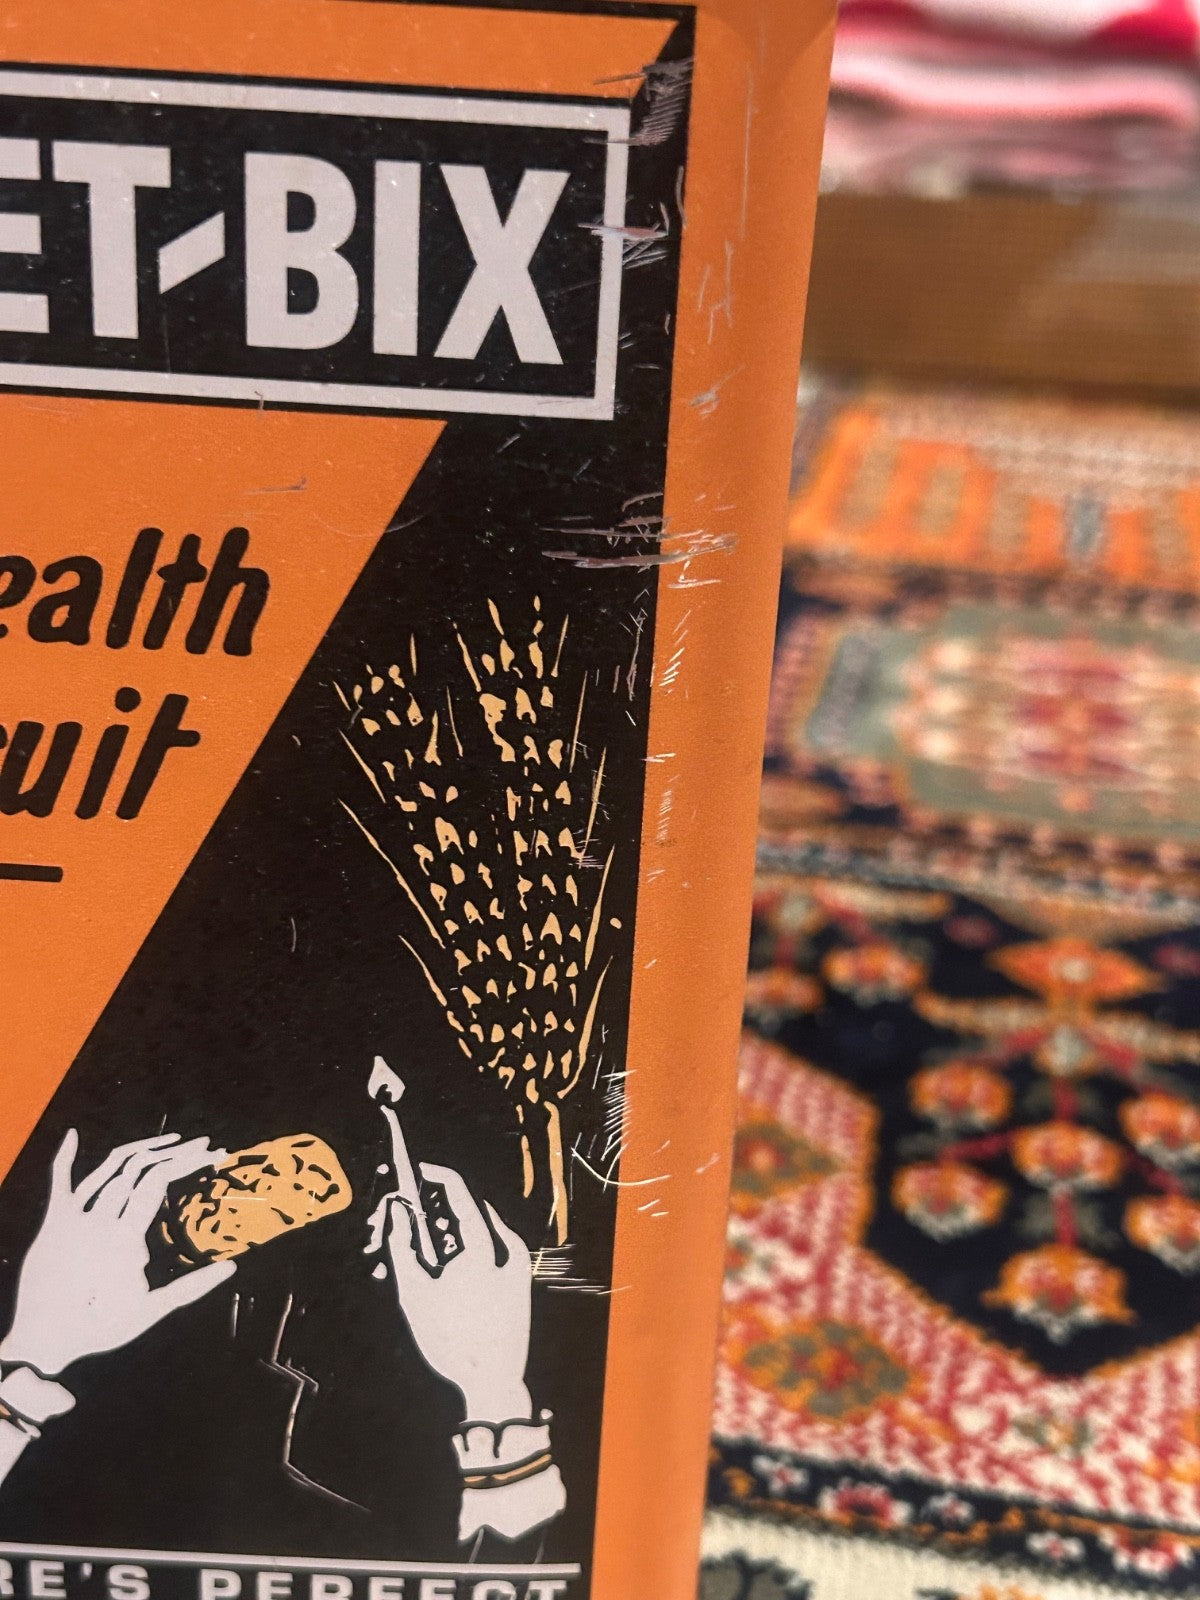 ET-BIX
ealth
uit
RE'S PERFECT